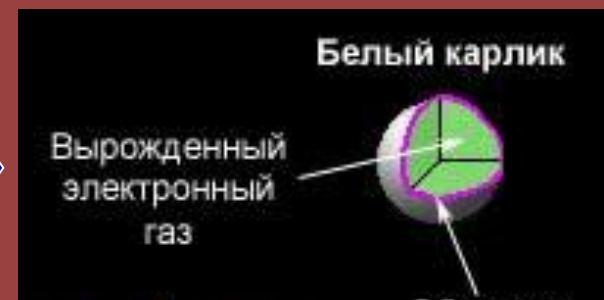 Белый карлик
Вырожденный
электронный
газ